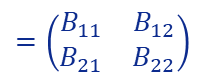 = (B₁₁ B₁₂
B₂₁ B₂₂)